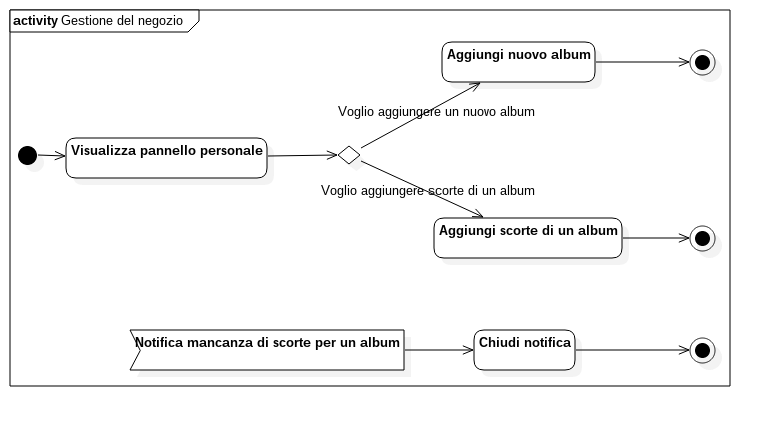 activity Gestione del negozio
Aggiungi nuovo album
Voglio aggiungere un nuovo album
Visualizza pannello personale
Voglio aggiungere scorte di un album
Aggiungi scorte di un album
Notifica mancanza di scorte per un album
Chiudi notifica